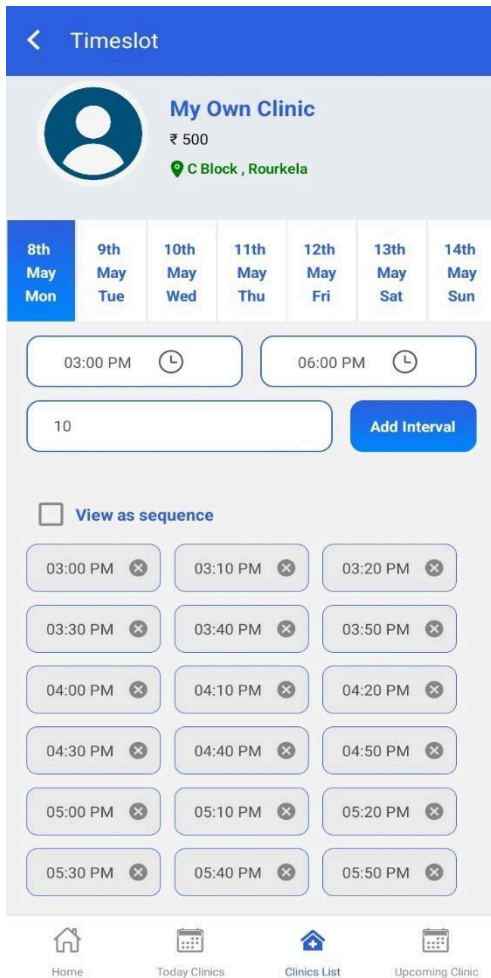 Timeslot
My Own Clinic
₹ 500
C Block , Rourkela
8th 9th 10th 11th 12th 13th 14th
May May May May May May May
Mon Tue Wed Thu Fri Sat Sun
03:00 PM 06:00 PM
10 Add Interval
View as sequence
03:00 PM 03:10 PM 03:20 PM
03:30 PM 03:40 PM 03:50 PM
04:00 PM 04:10 PM 04:20 PM
04:30 PM 04:40 PM 04:50 PM
05:00 PM 05:10 PM 05:20 PM
05:30 PM 05:40 PM 05:50 PM
Home Today Clinics Clinics List Upcoming Clinic